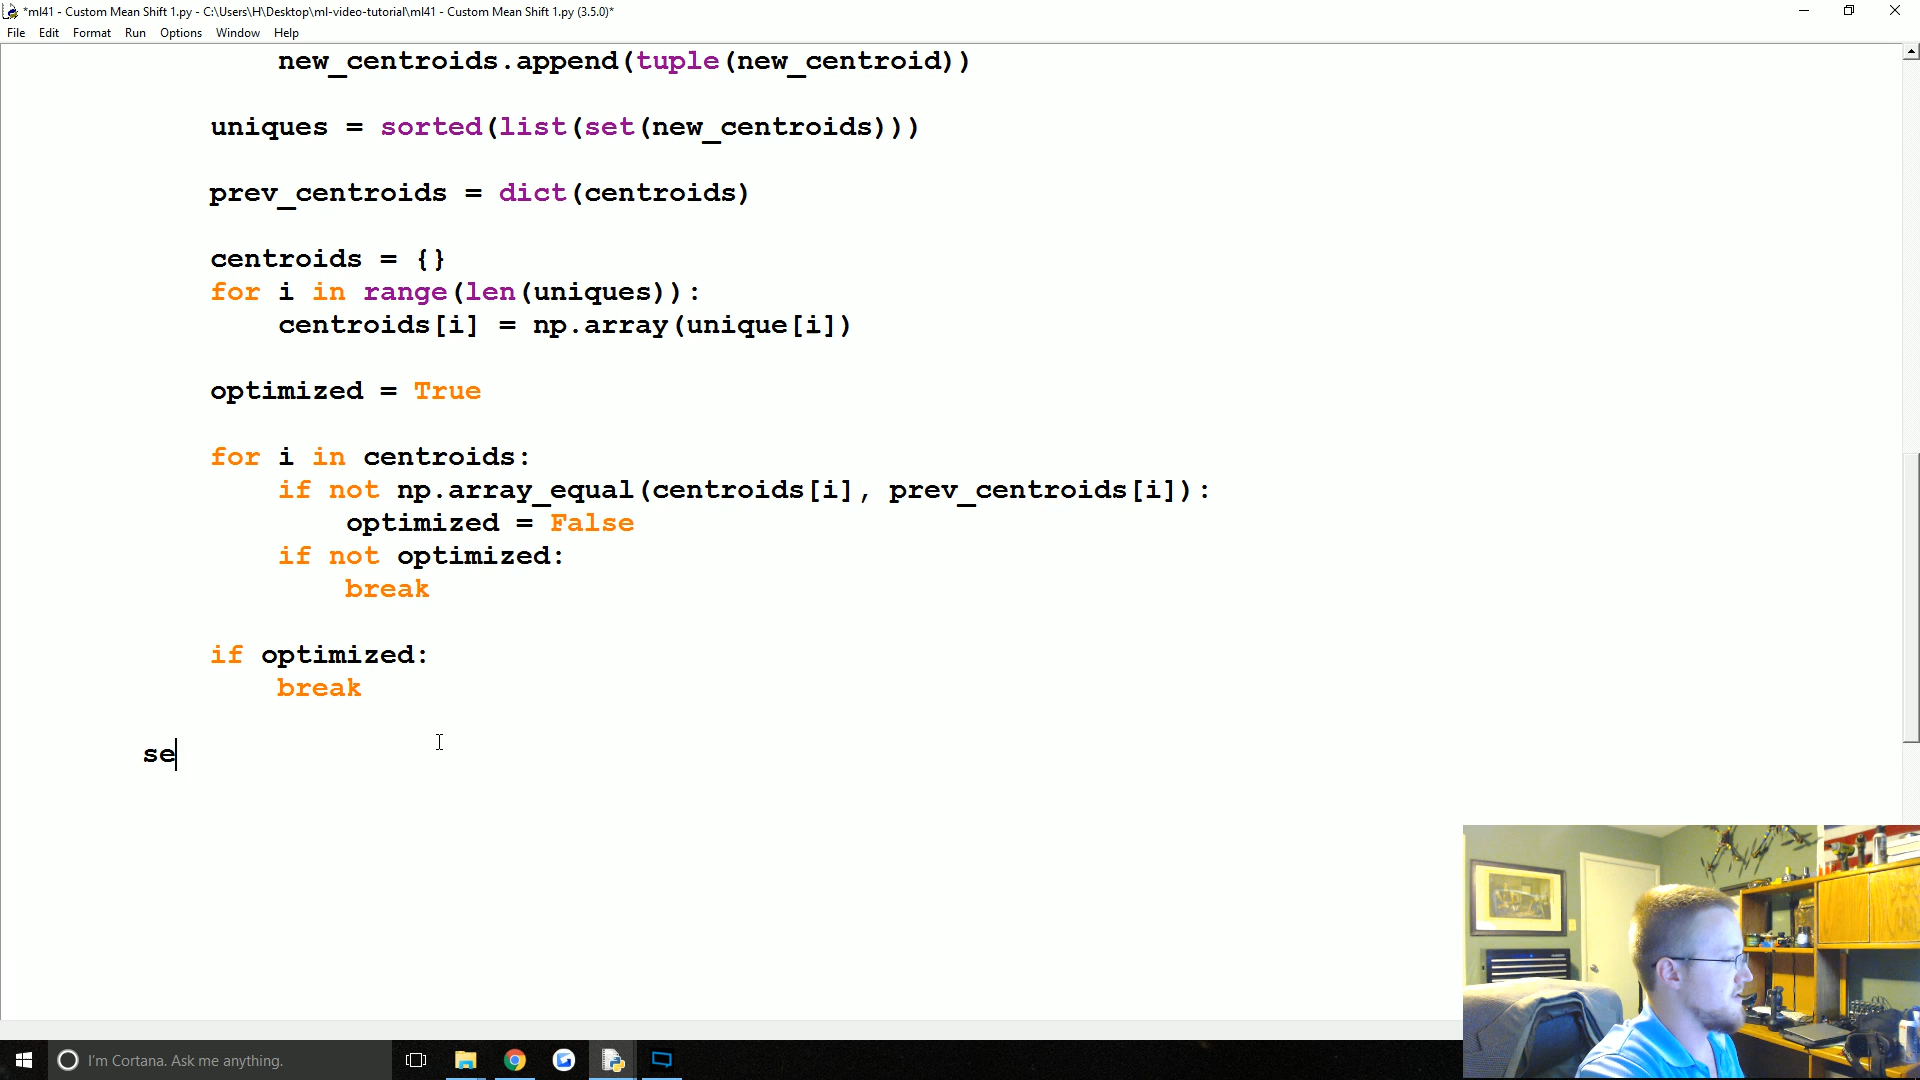 *ml41 - Custom Mean Shift 1.py - C:\Users\H\Desktop\ml-video-tutorial\ml41 - Custom Mean Shift 1.py (3.5.0)*
File Edit Format Run Options Window Help
new_centroids.append(tuple(new_centroid))
uniques = sorted(list(set(new_centroids)))
prev_centroids = dict(centroids)
centroids = {}
for i in range(len(uniques)):
centroids[i] = np.array(unique[i])
optimized = True
for i in centroids:
if not np.array_equal(centroids[i], prev_centroids[i]):
optimized = False
if not optimized:
break
if optimized:
break
se
I'm Cortana. Ask me anything.